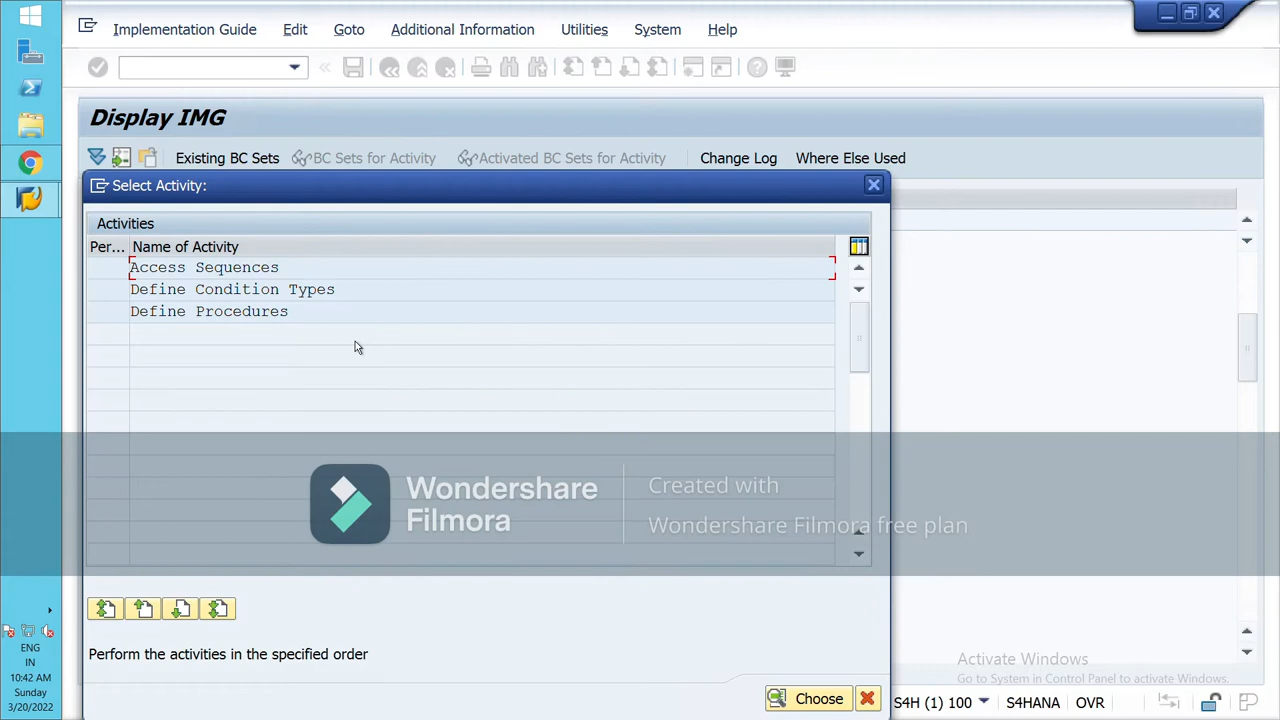 Implementation Guide Edit Goto Additional Information Utilities System Help
Display IMG
Existing BC Sets BC Sets for Activity Activated BC Sets for Activity Change Log Where Else Used
Select Activity:
Activities
Per... Name of Activity
Access Sequences
Define Condition Types
Define Procedures
Wondershare
Filmora
Created with
Wondershare Filmora free plan
Perform the activities in the specified order
Choose
Activate Windows
Go to System in Control Panel to activate Windows.
S4H (1) 100 S4HANA OVR
ENG
IN
10:42 AM
Sunday
3/20/2022